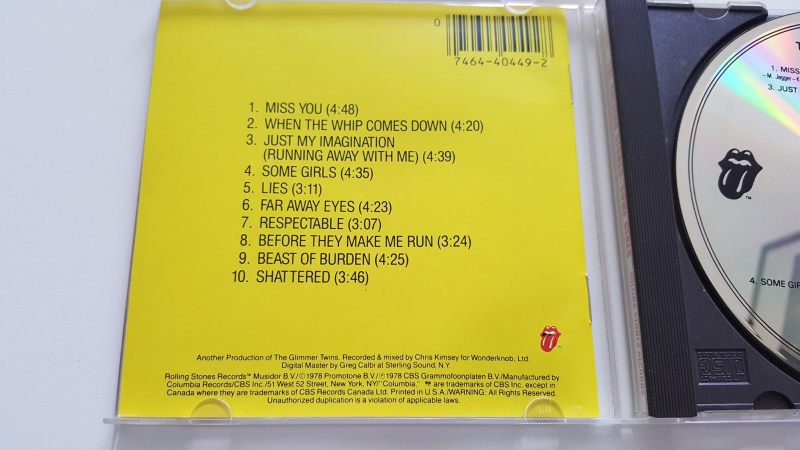 0
7464-40449-2
1. MISS YOU (4:48)
2. WHEN THE WHIP COMES DOWN (4:20)
3. JUST MY IMAGINATION
(RUNNING AWAY WITH ME) (4:39)
4. SOME GIRLS (4:35)
5. LIES (3:11)
6. FAR AWAY EYES (4:23)
7. RESPECTABLE (3:07)
8. BEFORE THEY MAKE ME RUN (3:24)
9. BEAST OF BURDEN (4:25)
10. SHATTERED (3:46)
Another Production of The Glimmer Twins. Recorded & mixed by Chris Kimsey for Wonderknob, Ltd.
Digital Master by Greg Calbi at Sterling Sound, N.Y.
Rolling Stones Records™ Musidor B.V./©1978 Promotone B.V./℗1978 CBS Grammofoonplaten B.V./Manufactured by
Columbia Records/CBS Inc./51 West 52 Street, New York, NY/"Columbia," are trademarks of CBS Inc. except in
Canada where they are trademarks of CBS Records Canada Ltd. Printed in U.S.A./WARNING: All Rights Reserved.
Unauthorized duplication is a violation of applicable laws.
T
1. MISS
—M. Jagger—K.
3. JUST
TM
4. SOME GIR